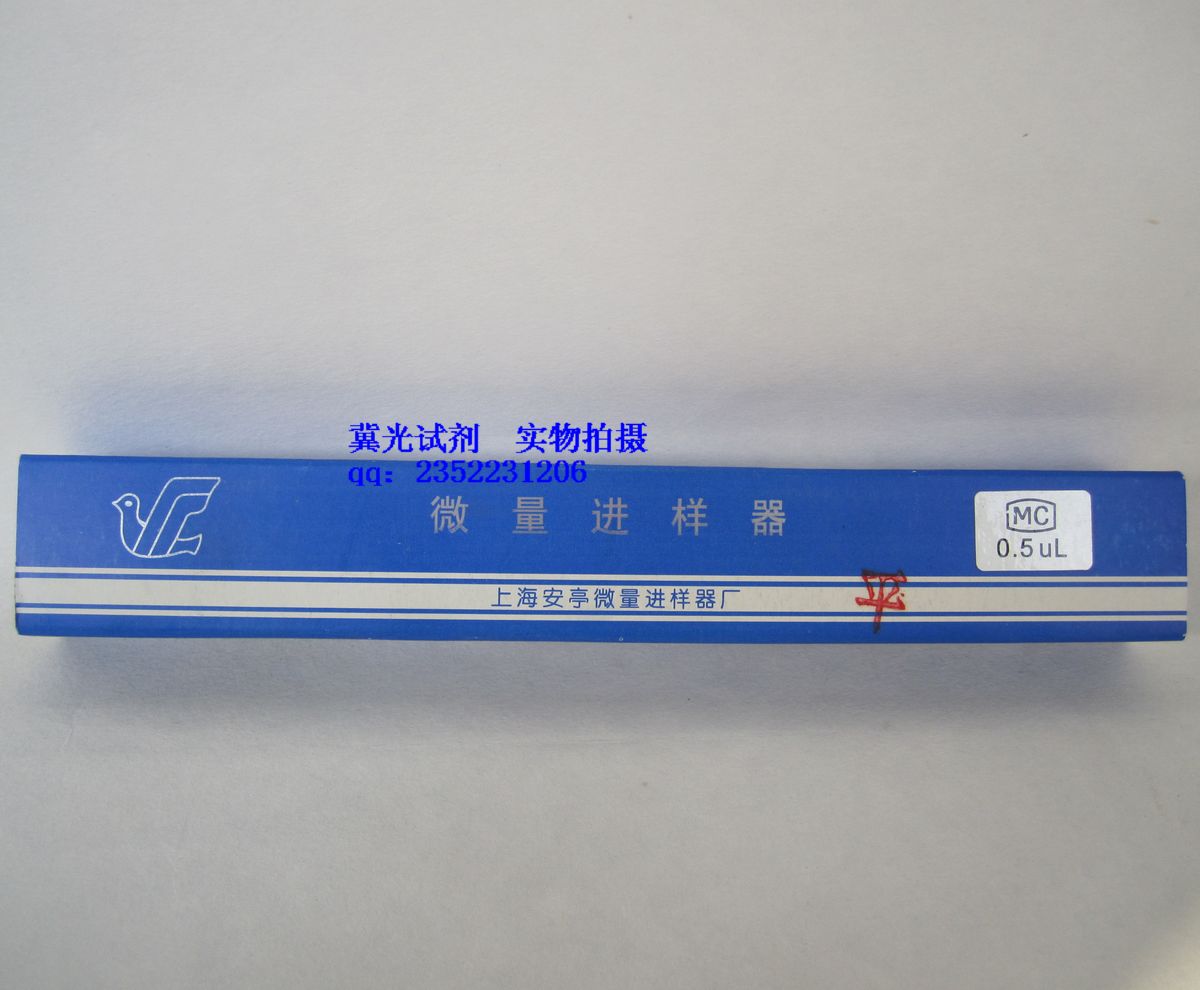 冀光试剂 实物拍摄
qq: 2352231206
微量进样器
MC
0.5uL
上海安亭微量进样器厂
平